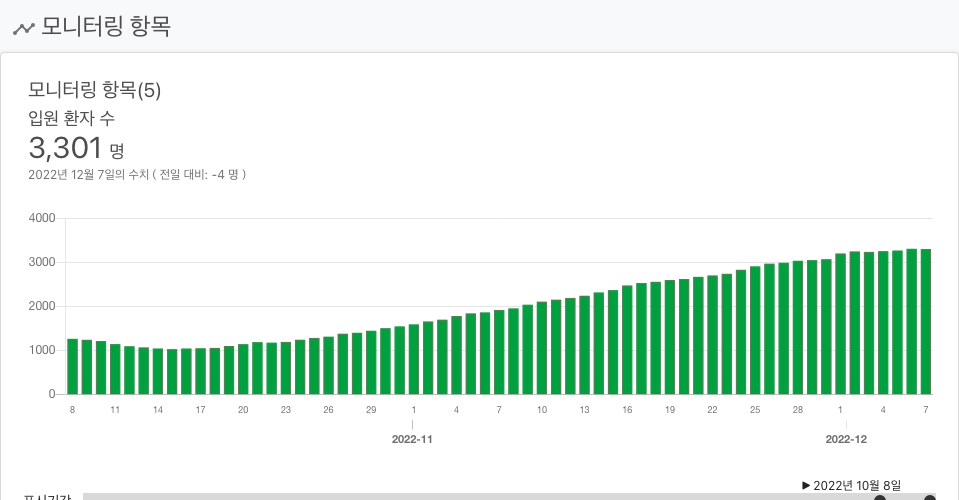 모니터링 항목
모니터링 항목(5)
입원 환자 수
3,301 명
2022년 12월 7일의 수치 ( 전일 대비: -4 명 )
4000
3000
2000
1000
0
8 11 14 17 20 23 26 29 1 4 7 10 13 16 19 22 25 28 1 4 7
2022-11 2022-12
▶ 2022년 10월 8일
표시기간